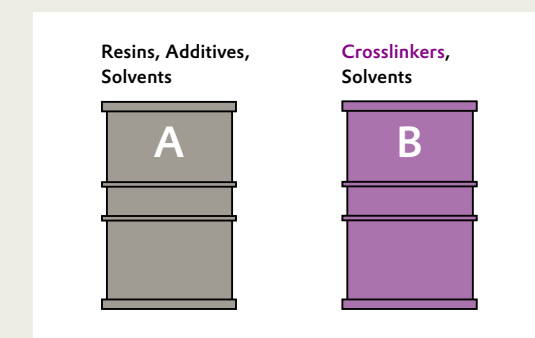 Resins, Additives,
Solvents
Crosslinkers,
Solvents
A
B